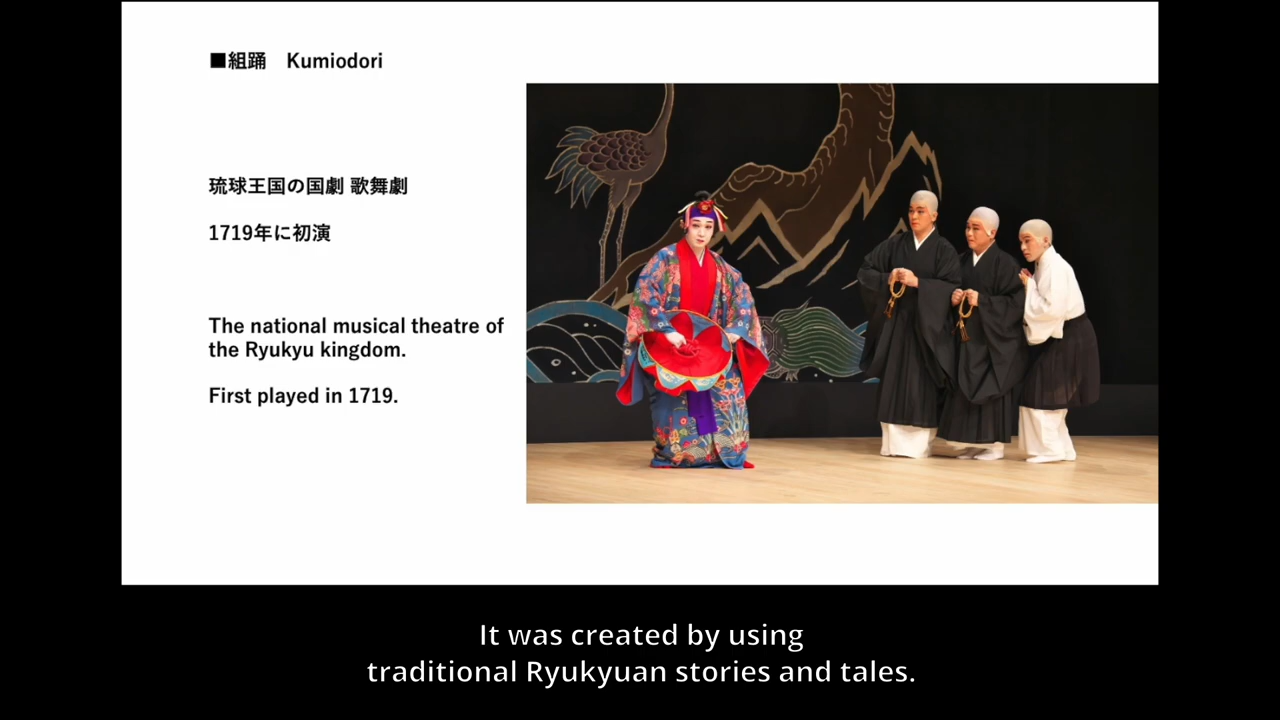 ■組踊　Kumiodori
琉球王国の国劇 歌舞劇
1719年に初演
The national musical theatre of
the Ryukyu kingdom.
First played in 1719.
It was created by using
traditional Ryukyuan stories and tales.